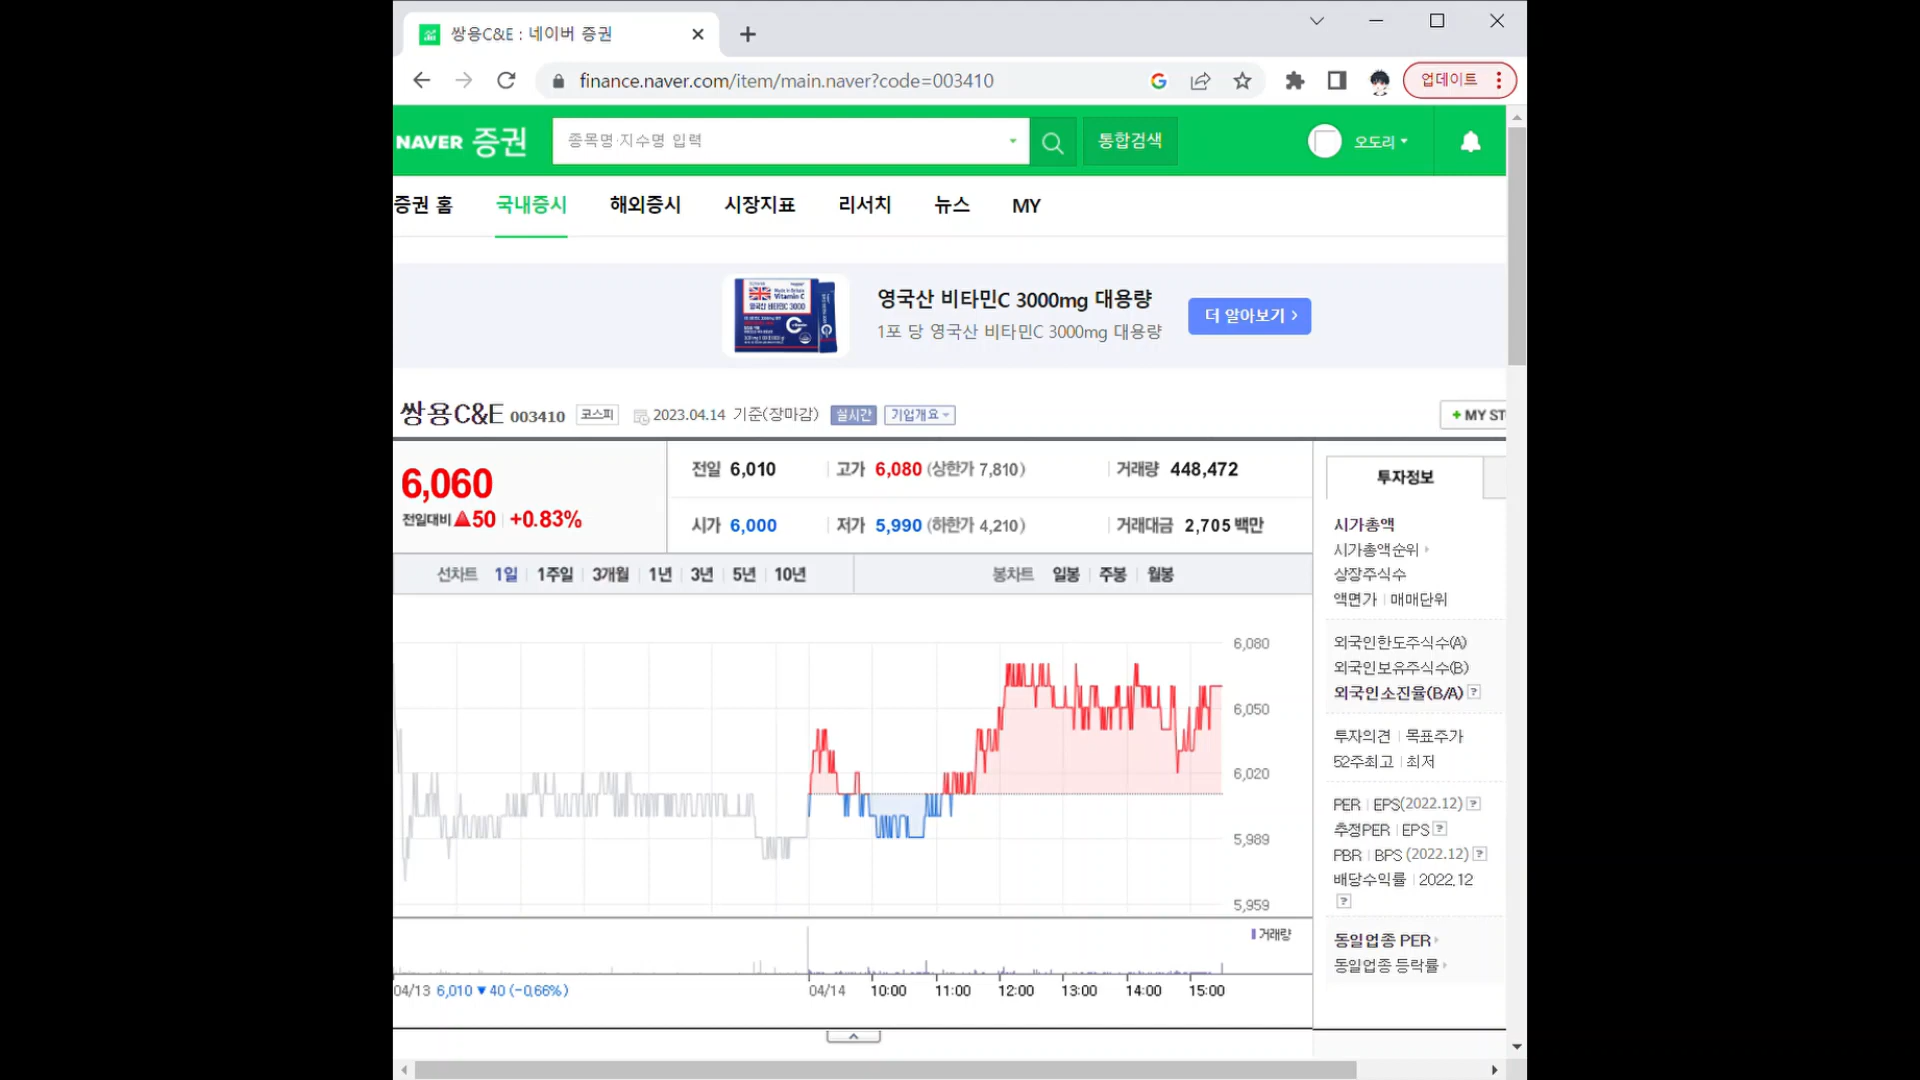 쌍용C&E : 네이버 증권
finance.naver.com/item/main.naver?code=003410
업데이트
NAVER 증권
종목명·지수명 입력
통합검색
오도리
증권 홈 국내증시 해외증시 시장지표 리서치 뉴스 MY
영국산 비타민C 3000mg 대용량
1포 당 영국산 비타민C 3000mg 대용량
더 알아보기
쌍용C&E 003410 코스피 2023.04.14 기준(장마감) 실시간 기업개요
+ MY ST
6,060
전일대비 ▲50 +0.83%
전일 6,010 고가 6,080 (상한가 7,810) 거래량 448,472
시가 6,000 저가 5,990 (하한가 4,210) 거래대금 2,705 백만
선차트 1일 1주일 3개월 1년 3년 5년 10년 봉차트 일봉 주봉 월봉
6,080
6,050
6,020
5,989
5,959
거래량
04/13 6,010 ▼ 40 (-0.66%)
04/14 10:00 11:00 12:00 13:00 14:00 15:00
투자정보
시가총액
시가총액순위
상장주식수
액면가 | 매매단위
외국인한도주식수(A)
외국인보유주식수(B)
외국인소진율(B/A) ?
투자의견 | 목표주가
52주최고 | 최저
PER | EPS(2022.12) ?
추정PER | EPS ?
PBR | BPS (2022.12) ?
배당수익률 | 2022.12
?
동일업종 PER
동일업종 등락률